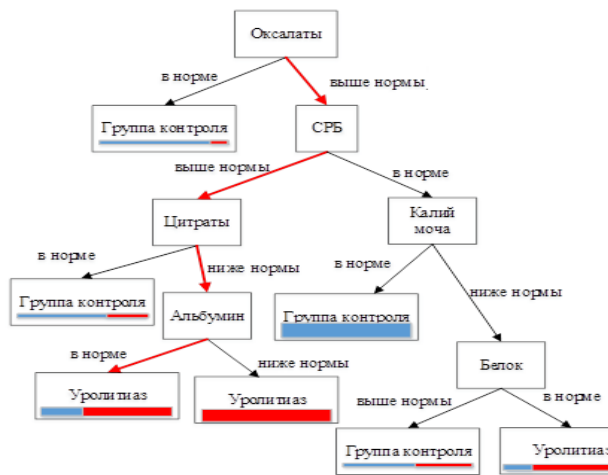 Оксалаты
в норме
выше нормы
Группа контроля
СРБ
выше нормы
в норме
Цитраты
Калий
моча
в норме
ниже нормы
в норме
ниже нормы
Группа контроля
Альбумин
Группа контроля
в норме
ниже нормы
Белок
Уролитиаз
Уролитиаз
выше нормы
в норме
Группа контроля
Уролитиаз